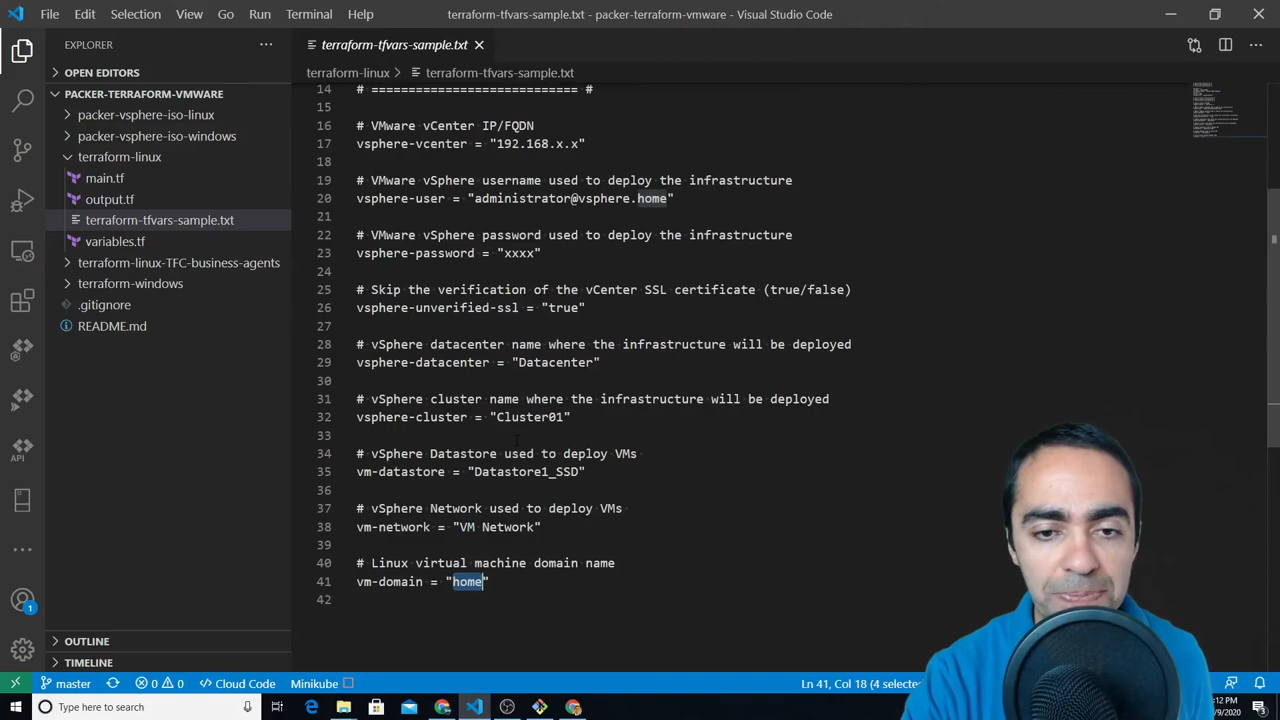 File Edit Selection View Go Run Terminal Help
terraform-tfvars-sample.txt - packer-terraform-vmware - Visual Studio Code
EXPLORER
OPEN EDITORS
PACKER-TERRAFORM-VMWARE
packer-vsphere-iso-linux
packer-vsphere-iso-windows
terraform-linux
main.tf
output.tf
terraform-tfvars-sample.txt
variables.tf
terraform-linux-TFC-business-agents
terraform-windows
.gitignore
README.md
OUTLINE
TIMELINE
API
1
terraform-tfvars-sample.txt
terraform-linux > terraform-tfvars-sample.txt
14 # ============================ #
15
16 # VMware vCenter IP/FQDN
17 vsphere-vcenter = "192.168.x.x"
18
19 # VMware vSphere username used to deploy the infrastructure
20 vsphere-user = "administrator@vsphere.home"
21
22 # VMware vSphere password used to deploy the infrastructure
23 vsphere-password = "xxxx"
24
25 # Skip the verification of the vCenter SSL certificate (true/false)
26 vsphere-unverified-ssl = "true"
27
28 # vSphere datacenter name where the infrastructure will be deployed
29 vsphere-datacenter = "Datacenter"
30
31 # vSphere cluster name where the infrastructure will be deployed
32 vsphere-cluster = "Cluster01"
33
34 # vSphere Datastore used to deploy VMs
35 vm-datastore = "Datastore1_SSD"
36
37 # vSphere Network used to deploy VMs
38 vm-network = "VM Network"
39
40 # Linux virtual machine domain name
41 vm-domain = "home"
42
master 0 0 Cloud Code Minikube
Ln 41, Col 18 (4 selected
Type here to search
:12 PM
/9/2020